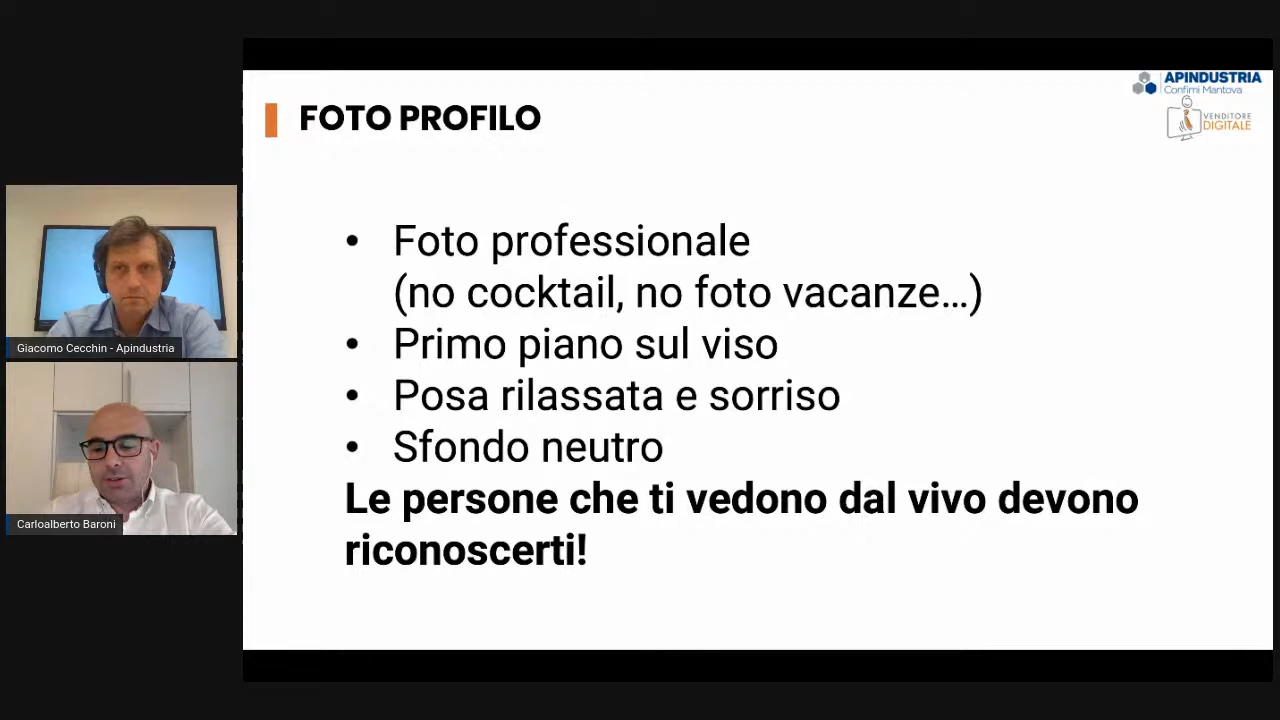 APINDUSTRIA
Confimi Mantova
VENDITORE
DIGITALE
FOTO PROFILO
• Foto professionale
(no cocktail, no foto vacanze...)
• Primo piano sul viso
• Posa rilassata e sorriso
• Sfondo neutro
Le persone che ti vedono dal vivo devono
riconoscerti!
Giacomo Cecchin - Apindustria
Carloalberto Baroni